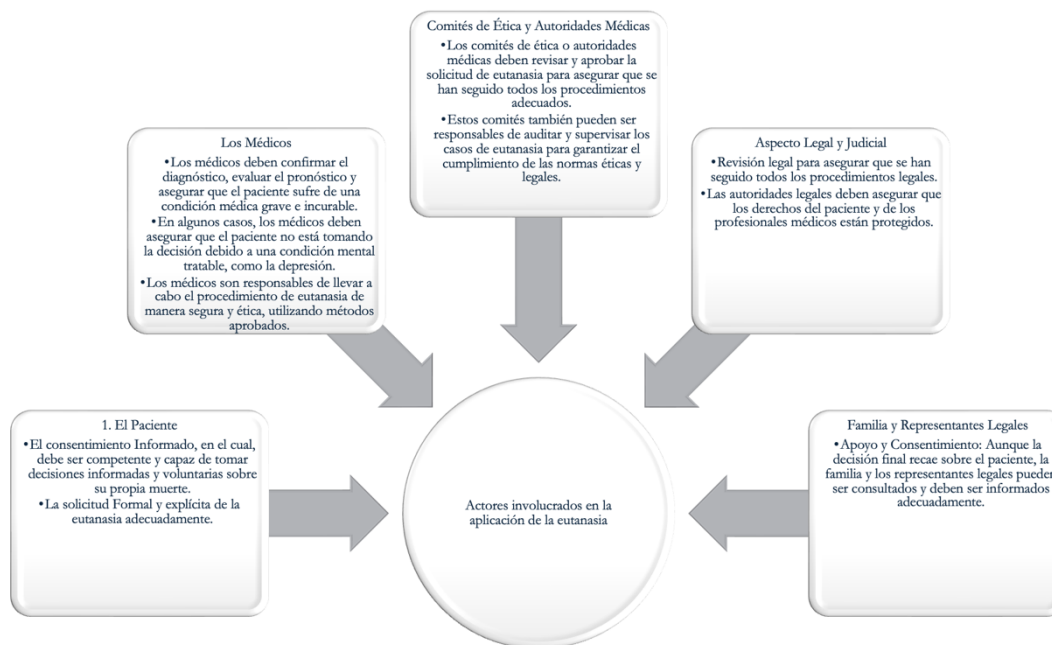 Comités de Ética y Autoridades Médicas
•Los comités de ética o autoridades
médicas deben revisar y aprobar la
solicitud de eutanasia para asegurar que se
han seguido todos los procedimientos
adecuados.
•Estos comités también pueden ser
responsables de auditar y supervisar los
casos de eutanasia para garantizar el
cumplimiento de las normas éticas y
legales.
Los Médicos
•Los médicos deben confirmar el
diagnóstico, evaluar el pronóstico y
asegurar que el paciente sufre de una
condición médica grave e incurable.
•En algunos casos, los médicos deben
asegurar que el paciente no está tomando
la decisión debido a una condición mental
tratable, como la depresión.
•Los médicos son responsables de llevar a
cabo el procedimiento de eutanasia de
manera segura y ética, utilizando métodos
aprobados.
Aspecto Legal y Judicial
•Revisión legal para asegurar que se han
seguido todos los procedimientos legales.
•Las autoridades legales deben asegurar que
los derechos del paciente y de los
profesionales médicos están protegidos.
1. El Paciente
•El consentimiento Informado, en el cual,
debe ser competente y capaz de tomar
decisiones informadas y voluntarias sobre
su propia muerte.
•La solicitud Formal y explícita de la
eutanasia adecuadamente.
Actores involucrados en la
aplicación de la eutanasia
Familia y Representantes Legales
•Apoyo y Consentimiento: Aunque la
decisión final recae sobre el paciente, la
familia y los representantes legales pueden
ser consultados y deben ser informados
adecuadamente.